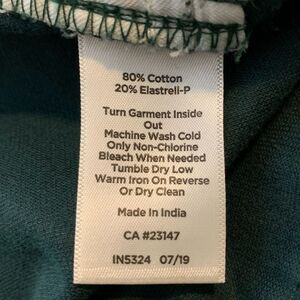 80% Cotton
20% Elastrell-P
Turn Garment Inside
Out
Machine Wash Cold
Only Non-Chlorine
Bleach When Needed
Tumble Dry Low
Warm Iron On Reverse
Or Dry Clean
Made In India
CA #23147
IN5324 07/19